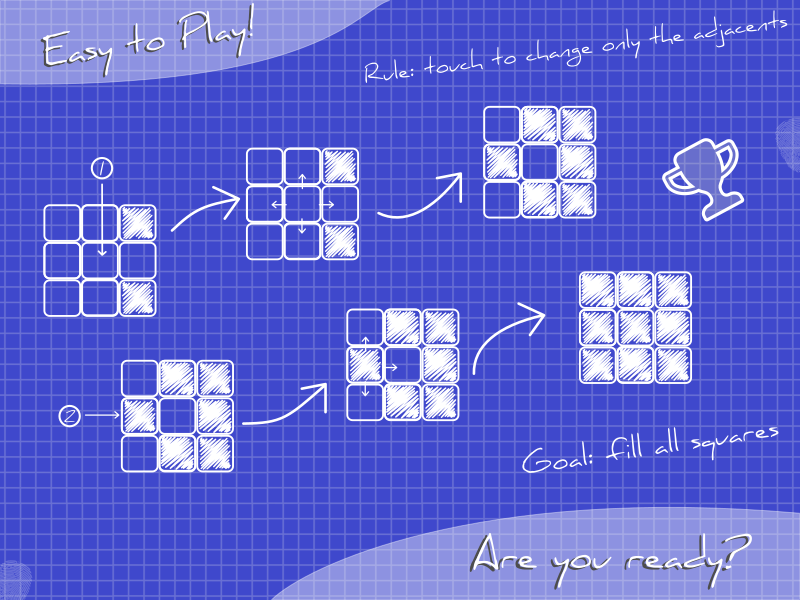 Easy to Play!
Rule: touch to change only the adjacents
1
2
Goal: fill all squares
Are you ready?